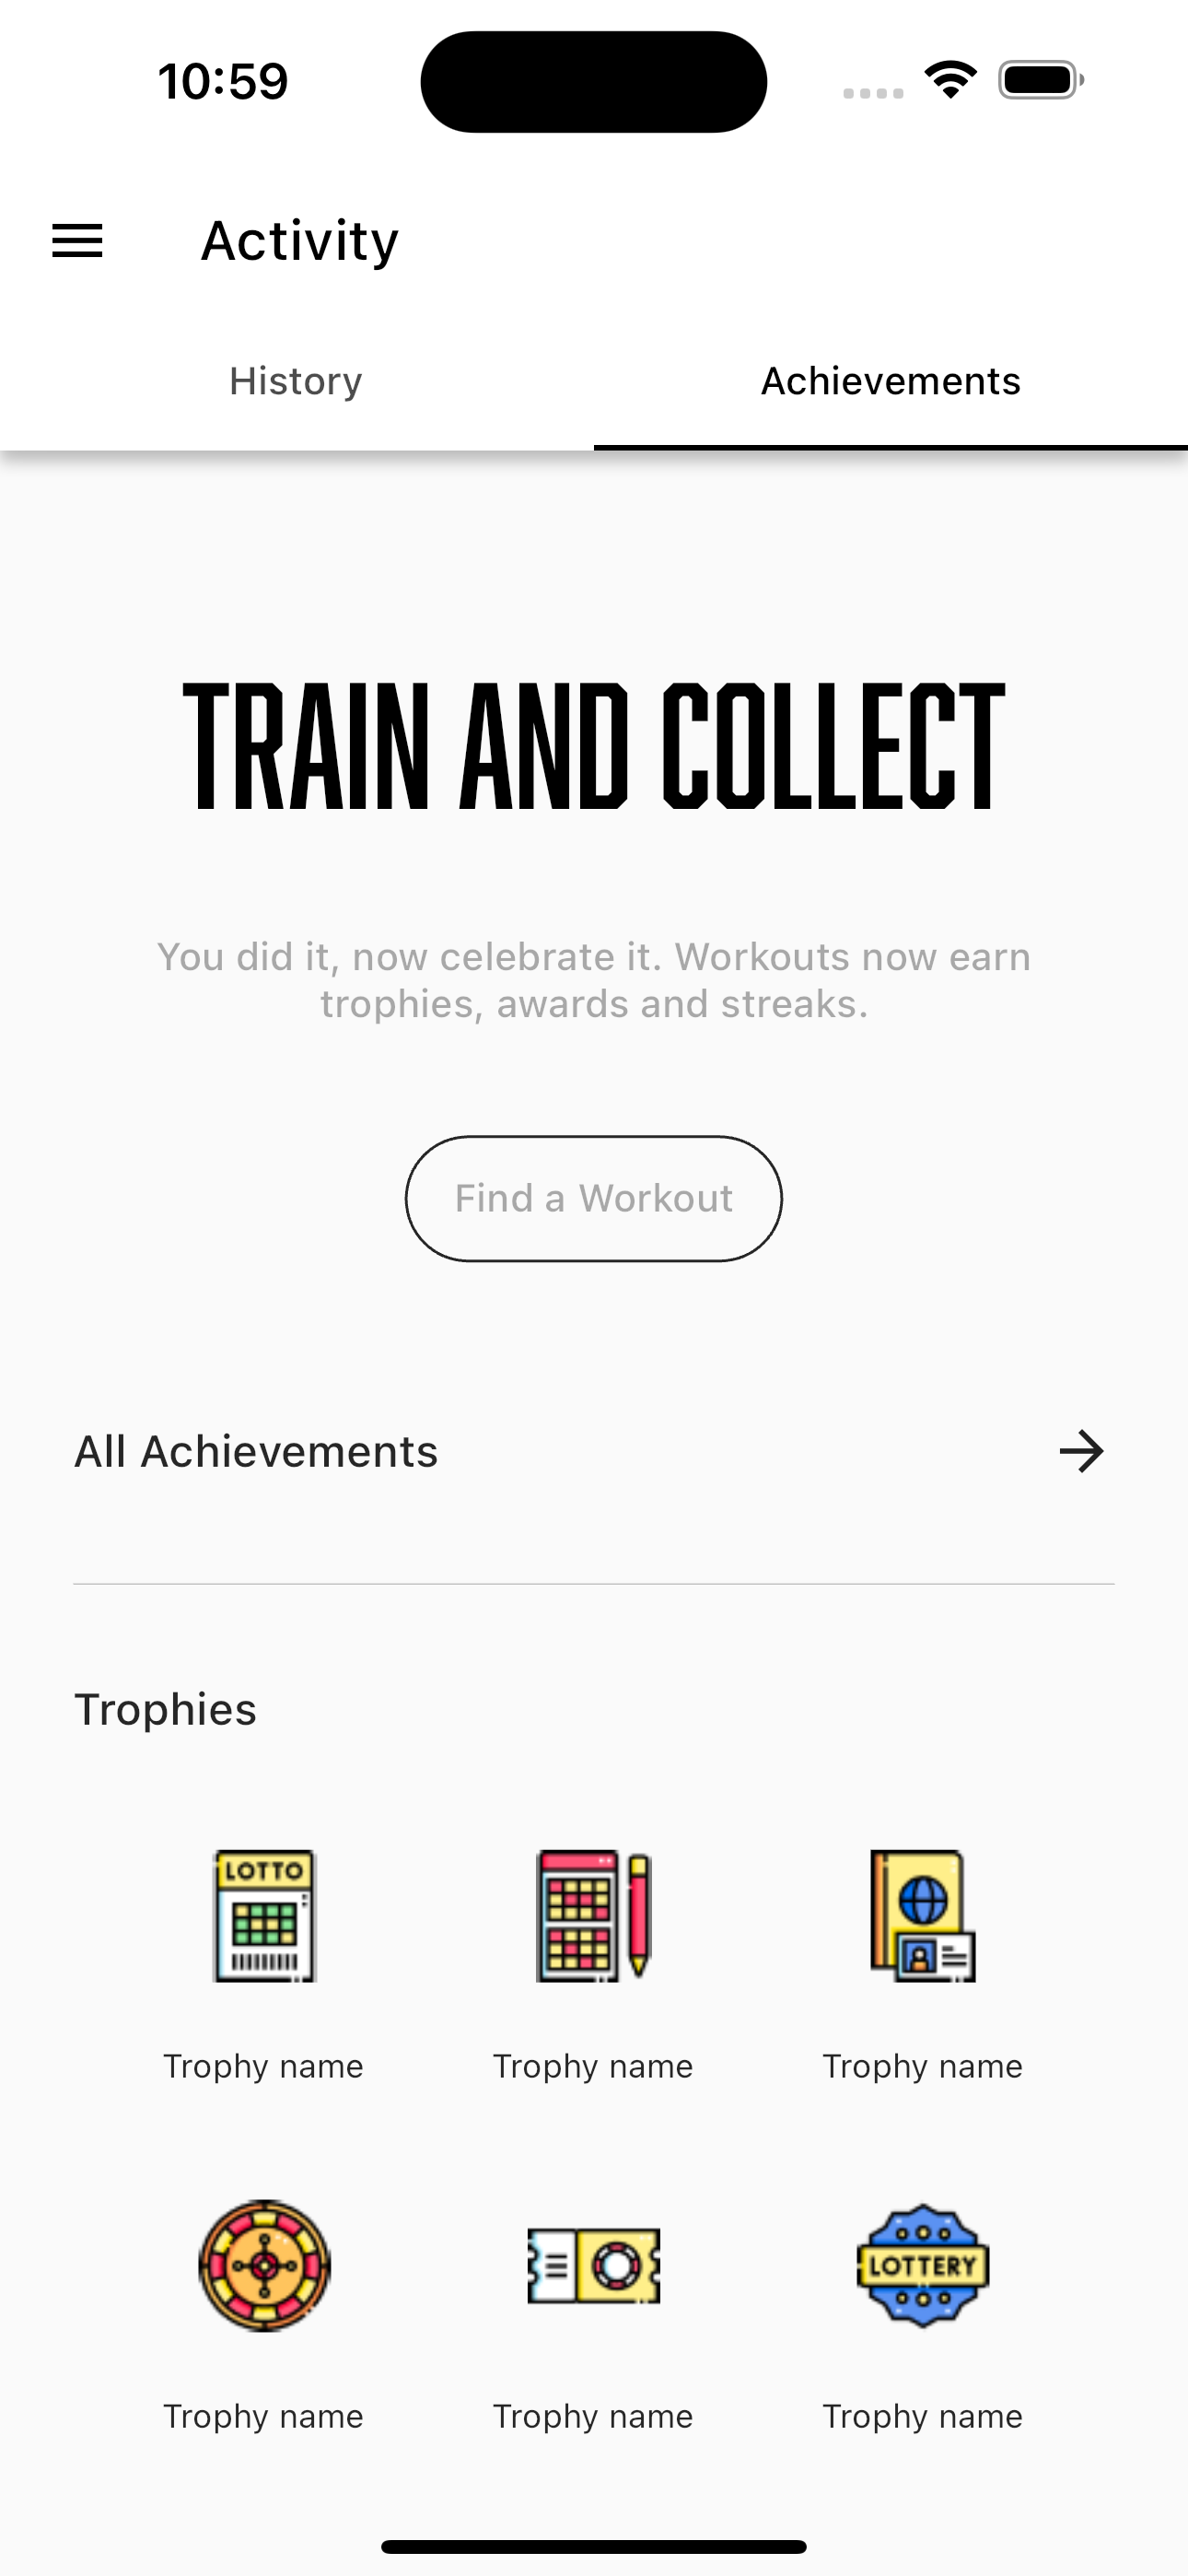 10:59
Activity
History
Achievements
TRAIN AND COLLECT
You did it, now celebrate it. Workouts now earn
trophies, awards and streaks.
Find a Workout
All Achievements
Trophies
LOTTO
Trophy name
Trophy name
Trophy name
LOTTERY
Trophy name
Trophy name
Trophy name